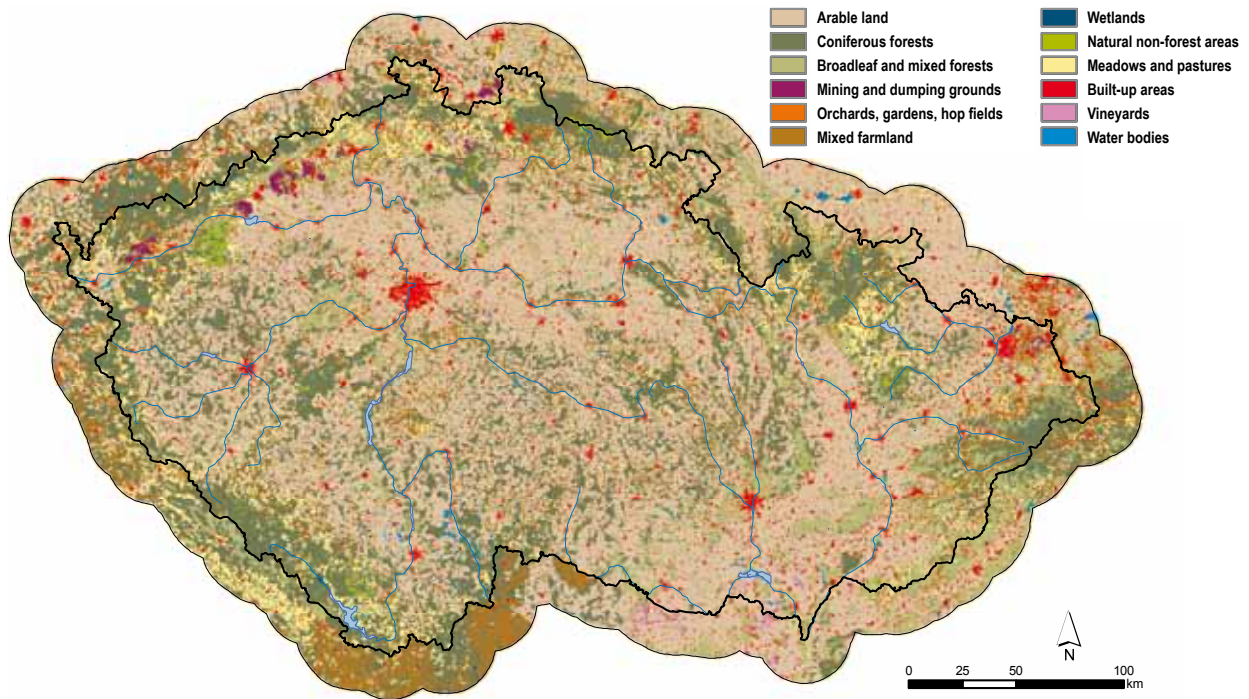 Arable land
Coniferous forests
Broadleaf and mixed forests
Mining and dumping grounds
Orchards, gardens, hop fields
Mixed farmland
Wetlands
Natural non-forest areas
Meadows and pastures
Built-up areas
Vineyards
Water bodies
N
0 25 50 100
km